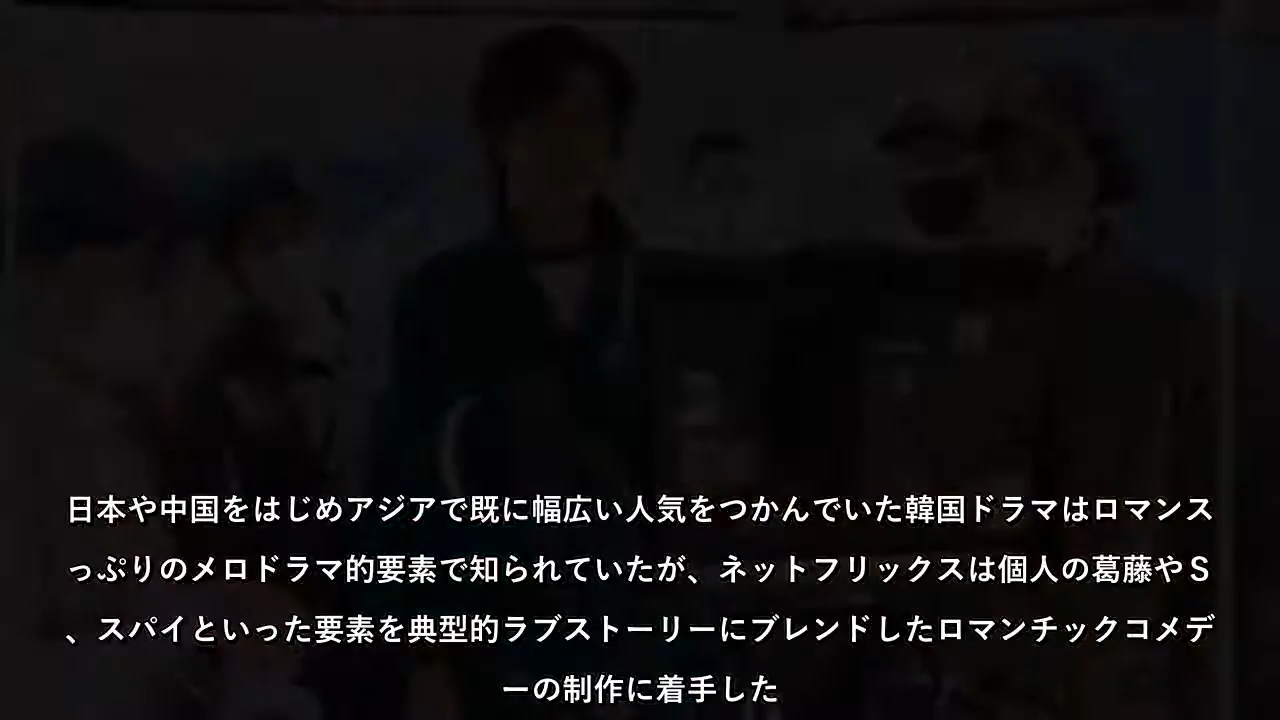 日本や中国をはじめアジアで既に幅広い人気をつかんでいた韓国ドラマはロマンス
っぷりのメロドラマ的要素で知られていたが、ネットフリックスは個人の葛藤やＳ
、スパイといった要素を典型的ラブストーリーにブレンドしたロマンチックコメデ
ーの制作に着手した